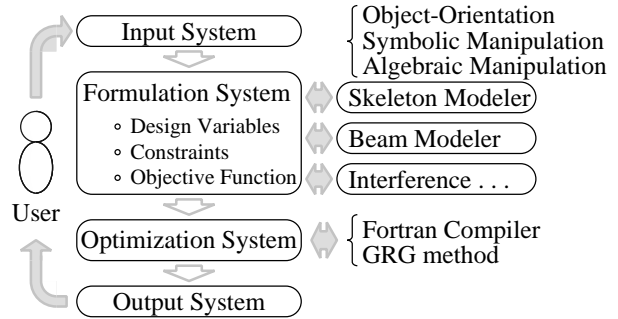 Input System
Object-Orientation
Symbolic Manipulation
Algebraic Manipulation
Formulation System
Design Variables
Constraints
Objective Function
Skeleton Modeler
Beam Modeler
Interference . . .
User
Optimization System
Fortran Compiler
GRG method
Output System